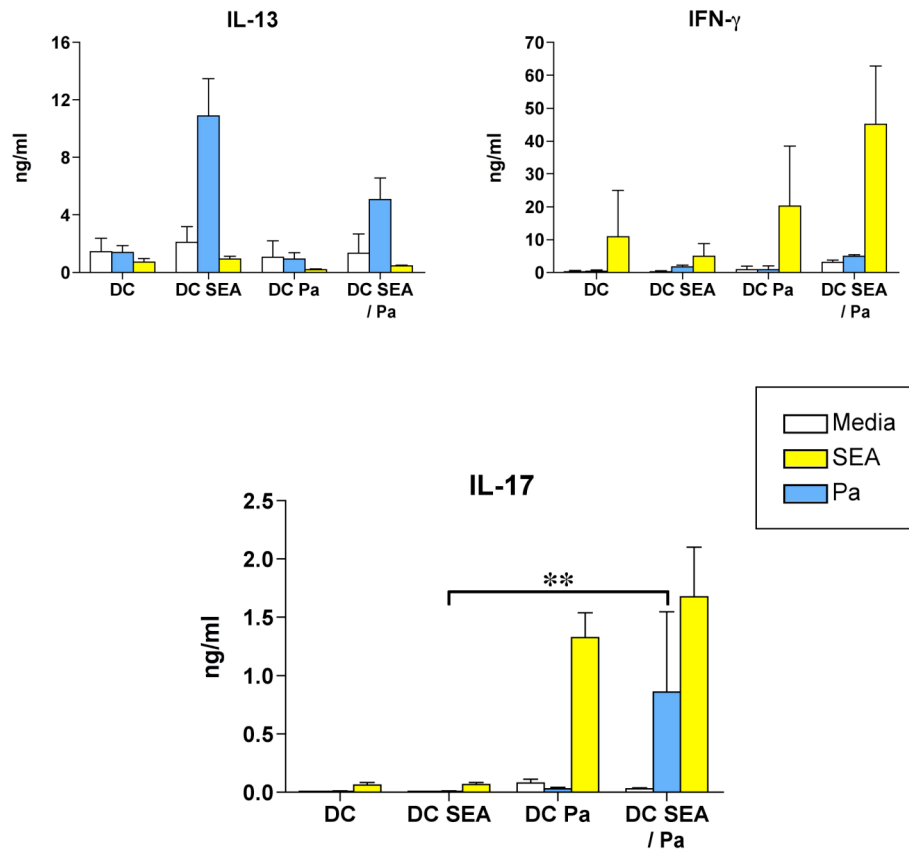 IL-13
16
12
8
4
0
ng/ml
DC
DC SEA
DC Pa
DC SEA
/ Pa
IFN-γ
70
60
50
40
30
20
10
0
ng/ml
DC
DC SEA
DC Pa
DC SEA
/ Pa
Media
SEA
Pa
IL-17
2.5
2.0
1.5
1.0
0.5
0.0
ng/ml
**
DC
DC SEA
DC Pa
DC SEA
/ Pa